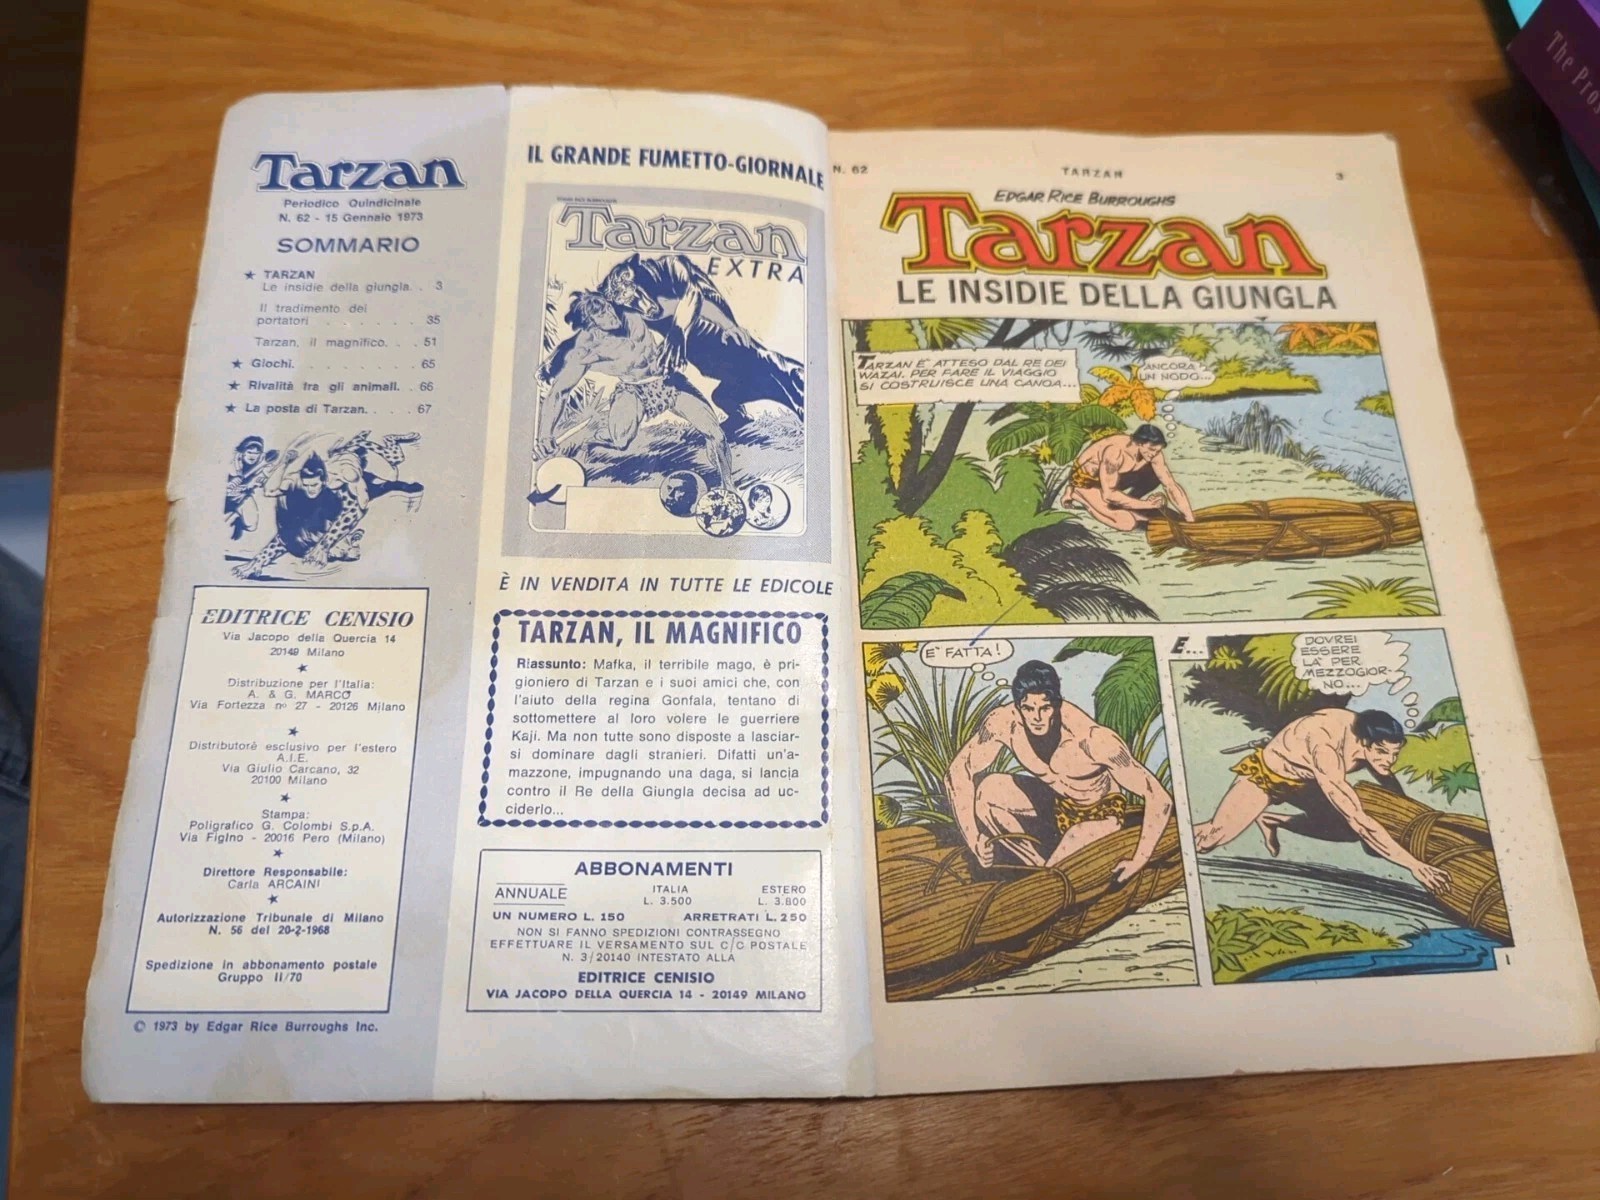 Tarzan
Periodico Quindicinale
N. 62 - 15 Gennaio 1973
SOMMARIO
★ TARZAN
Le insidie della giungla. . 3
Il tradimento dei
portatori . . . . . . . 35
Tarzan, il magnifico. . . 51
★ Giochi. . . . . . . . 65
★ Rivalità fra gli animali. . 66
★ La posta di Tarzan. . . . 67
EDITRICE CENISIO
Via Jacopo della Quercia 14
20149 Milano
★
Distribuzione per l'Italia:
A. & G. MARCO
Via Fortezza n° 27 - 20126 Milano
★
Distributore esclusivo per l'estero
A.I.E.
Via Giulio Carcano, 32
20100 Milano
★
Stampa:
Poligrafico G. Colombi S.p.A.
Via Figino - 20016 Pero (Milano)
★
Direttore Responsabile:
Carla ARCAINI
★
Autorizzazione Tribunale di Milano
N. 56 del 20-2-1968
Spedizione in abbonamento postale
Gruppo II/70
© 1973 by Edgar Rice Burroughs Inc.
IL GRANDE FUMETTO-GIORNALE
Tarzan
EXTRA
È IN VENDITA IN TUTTE LE EDICOLE
TARZAN, IL MAGNIFICO
Riassunto: Mafka, il terribile mago, è pri-
gioniero di Tarzan e i suoi amici che, con
l'aiuto della regina Gonfala, tentano di
sottomettere al loro volere le guerriere
Kaji. Ma non tutte sono disposte a lasciar-
si dominare dagli stranieri. Difatti un'a-
mazzone, impugnando una daga, si lancia
contro il Re della Giungla decisa ad uc-
ciderlo...
ABBONAMENTI
ANNUALE ITALIA ESTERO
L. 3.500 L. 3.800
UN NUMERO L. 150 ARRETRATI L. 250
NON SI FANNO SPEDIZIONI CONTRASSEGNO
EFFETTUARE IL VERSAMENTO SUL C/C POSTALE
N. 3/20140 INTESTATO ALLA
EDITRICE CENISIO
VIA JACOPO DELLA QUERCIA 14 - 20149 MILANO
N. 62 TARZAN 3
EDGAR RICE BURROUGHS
Tarzan
LE INSIDIE DELLA GIUNGLA
TARZAN È ATTESO DAL RE DEI
WAZAI. PER FARE IL VIAGGIO
SI COSTRUISCE UNA CANOA...
ANCORA
UN NODO...
È FATTA!
E...
DOVREI
ESSERE
LÀ PER
MEZZOGIOR-
NO...
1
The Pro